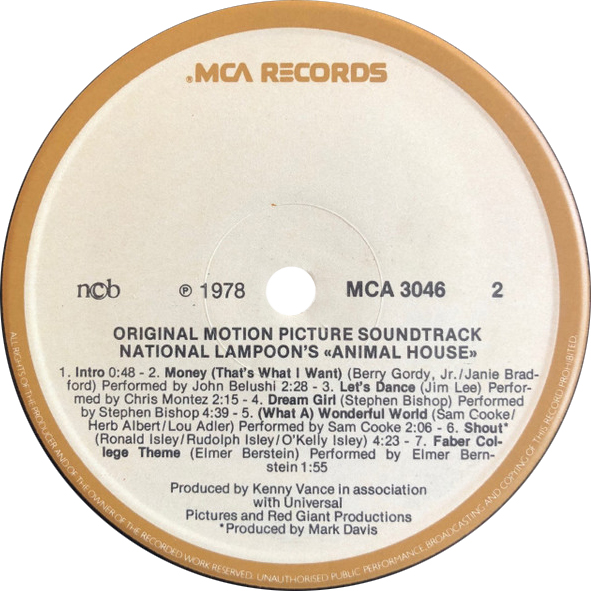 ®MCA RECORDS
ncb
℗ 1978
MCA 3046
2
ORIGINAL MOTION PICTURE SOUNDTRACK
NATIONAL LAMPOON'S «ANIMAL HOUSE»
1. Intro 0:48 - 2. Money (That's What I Want) (Berry Gordy, Jr./Janie Brad-
ford) Performed by John Belushi 2:28 - 3. Let's Dance (Jim Lee) Perfor-
med by Chris Montez 2:15 - 4. Dream Girl (Stephen Bishop) Performed
by Stephen Bishop 4:39 - 5. (What A) Wonderful World (Sam Cooke/
Herb Albert/Lou Adler) Performed by Sam Cooke 2:06 - 6. Shout*
(Ronald Isley/Rudolph Isley/O'Kelly Isley) 4:23 - 7. Faber Col-
lege Theme (Elmer Berstein) Performed by Elmer Bern-
stein 1:55
Produced by Kenny Vance in association
with Universal
Pictures and Red Giant Productions
*Produced by Mark Davis
ALL RIGHTS OF THE PRODUCER AND OF THE OWNER OF THE RECORDED WORK RESERVED. UNAUTHORISED PUBLIC PERFORMANCE, BROADCASTING AND COPYING OF THIS RECORD PROHIBITED.